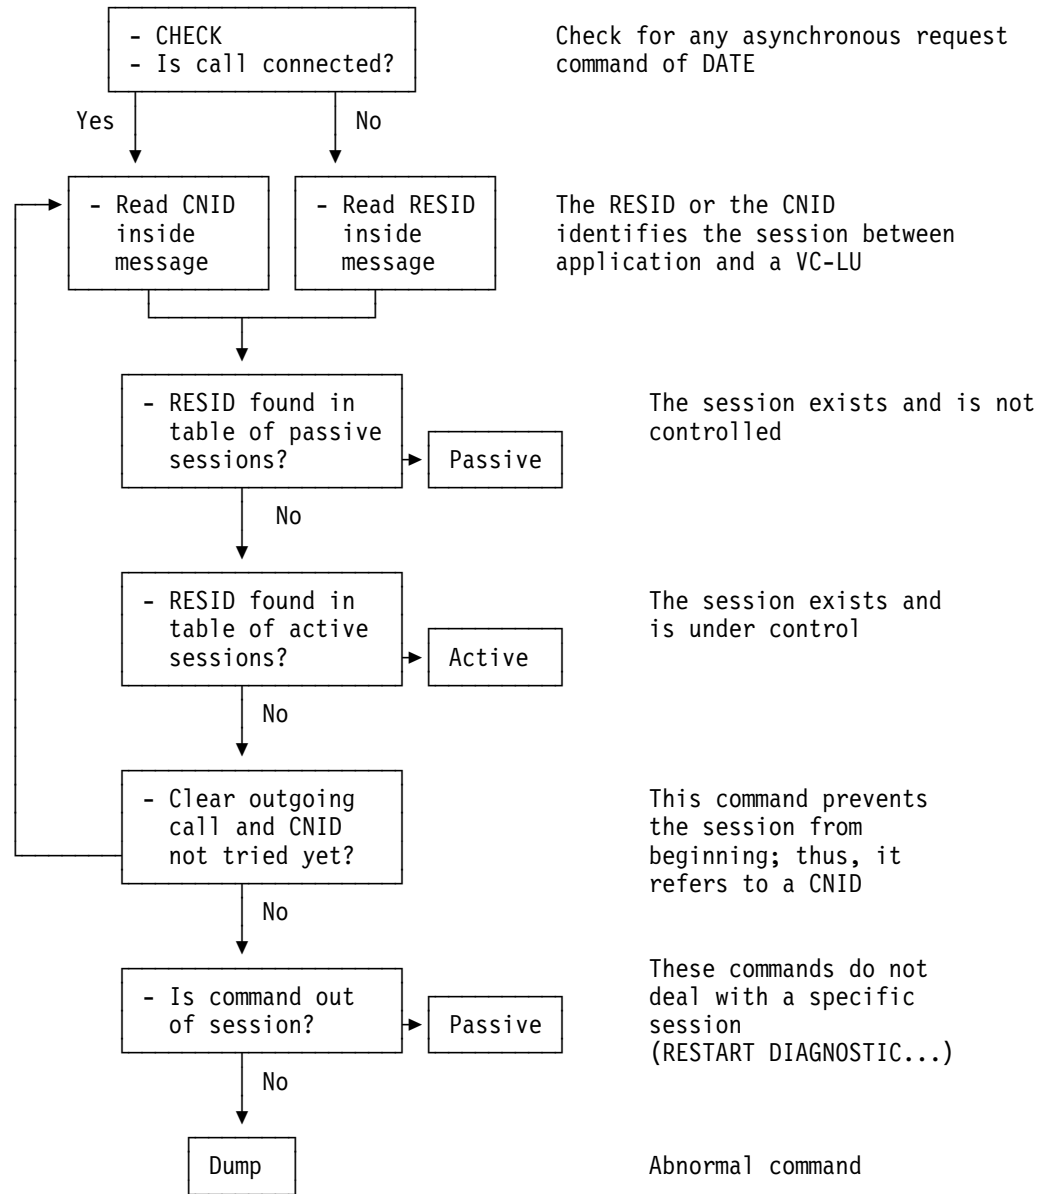 - CHECK
- Is call connected?
Check for any asynchronous request
command of DATE
Yes
No
- Read CNID
inside
message
- Read RESID
inside
message
The RESID or the CNID
identifies the session between
application and a VC-LU
- RESID found in
table of passive
sessions?
Passive
The session exists and is not
controlled
No
- RESID found in
table of active
sessions?
Active
The session exists and
is under control
No
- Clear outgoing
call and CNID
not tried yet?
This command prevents
the session from
beginning; thus, it
refers to a CNID
No
- Is command out
of session?
Passive
These commands do not
deal with a specific
session
(RESTART DIAGNOSTIC...)
No
Dump
Abnormal command